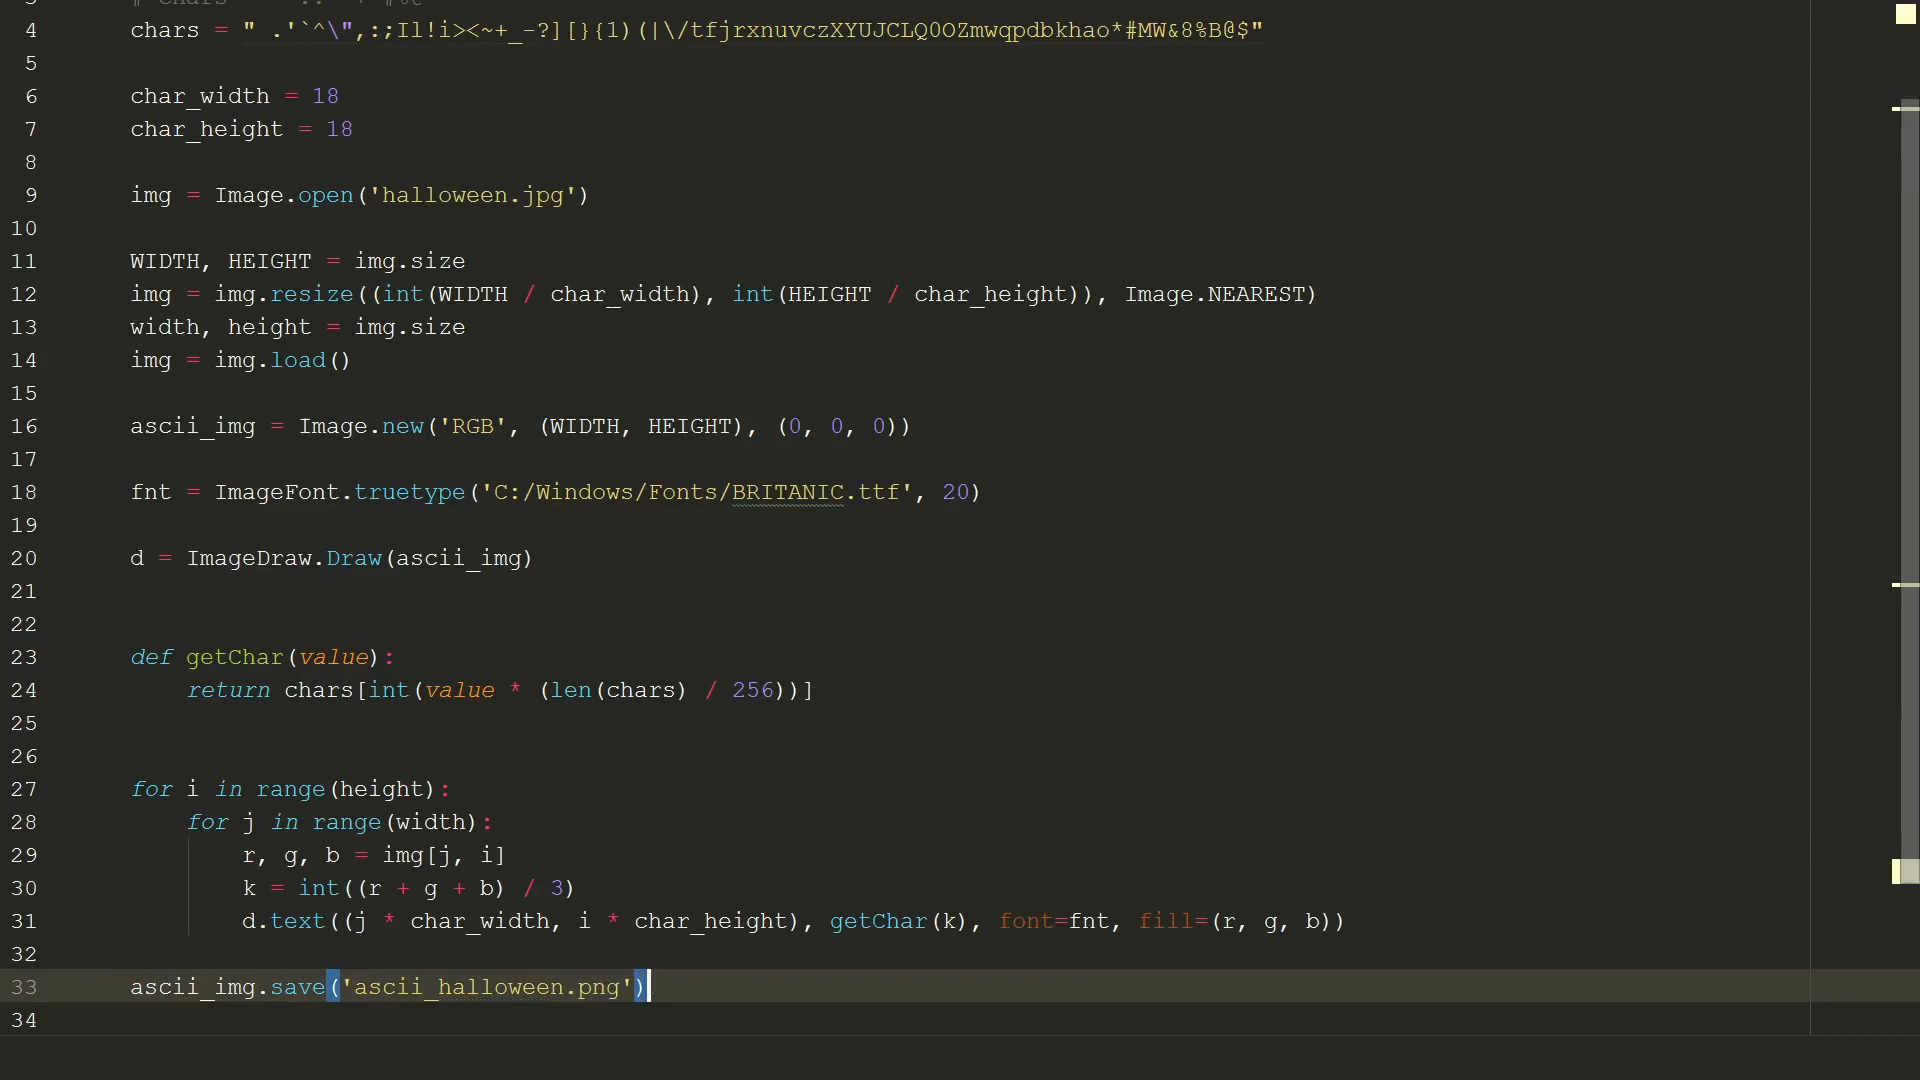 4 chars = " .'`^\",:;Il!i><~+_-?][}{1)(|\/tfjrxnuvczXYUJCLQ0OZmwqpdbkhao*#MW&8%B@$"
5
6 char_width = 18
7 char_height = 18
8
9 img = Image.open('halloween.jpg')
10
11 WIDTH, HEIGHT = img.size
12 img = img.resize((int(WIDTH / char_width), int(HEIGHT / char_height)), Image.NEAREST)
13 width, height = img.size
14 img = img.load()
15
16 ascii_img = Image.new('RGB', (WIDTH, HEIGHT), (0, 0, 0))
17
18 fnt = ImageFont.truetype('C:/Windows/Fonts/BRITANIC.ttf', 20)
19
20 d = ImageDraw.Draw(ascii_img)
21
22
23 def getChar(value):
24 return chars[int(value * (len(chars) / 256))]
25
26
27 for i in range(height):
28 for j in range(width):
29 r, g, b = img[j, i]
30 k = int((r + g + b) / 3)
31 d.text((j * char_width, i * char_height), getChar(k), font=fnt, fill=(r, g, b))
32
33 ascii_img.save('ascii_halloween.png')
34